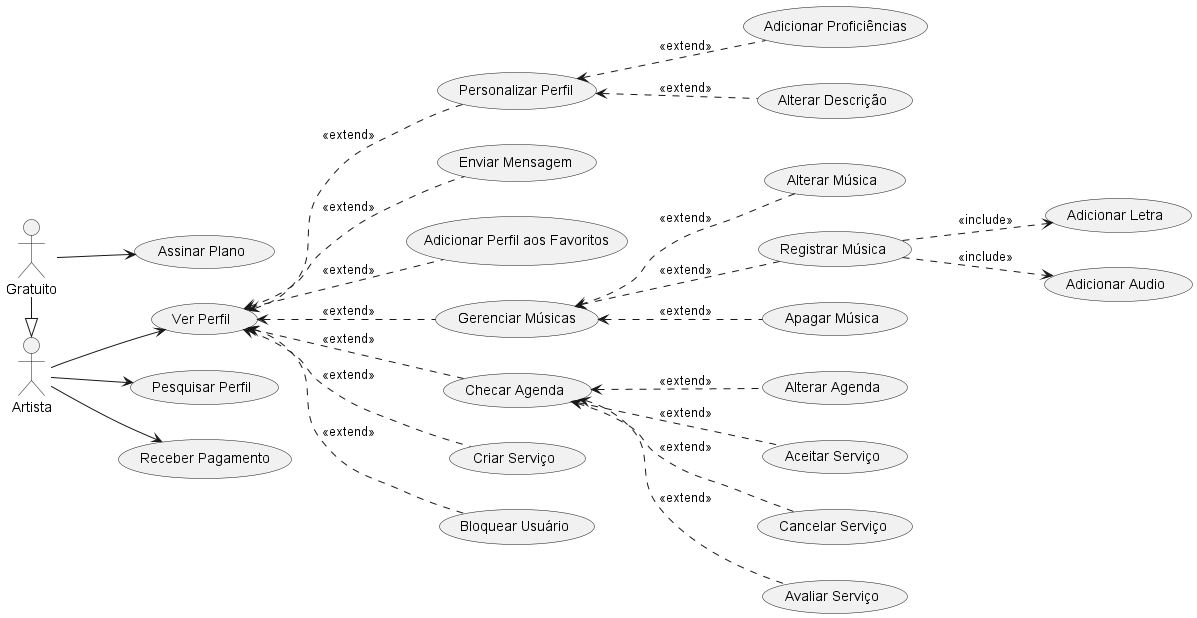 Adicionar Proficiências
«extend»
Personalizar Perfil
«extend»
Alterar Descrição
«extend»
Enviar Mensagem
Alterar Música
«extend»
«extend»
Adicionar Letra
«include»
Gratuito
Assinar Plano
Adicionar Perfil aos Favoritos
Registrar Música
«extend»
«extend»
«include»
Adicionar Audio
Ver Perfil
«extend»
Gerenciar Músicas
«extend»
Apagar Música
«extend»
Artista
Pesquisar Perfil
«extend»
Checar Agenda
«extend»
Alterar Agenda
«extend»
Receber Pagamento
«extend»
Criar Serviço
«extend»
Aceitar Serviço
Bloquear Usuário
«extend»
Cancelar Serviço
Avaliar Serviço